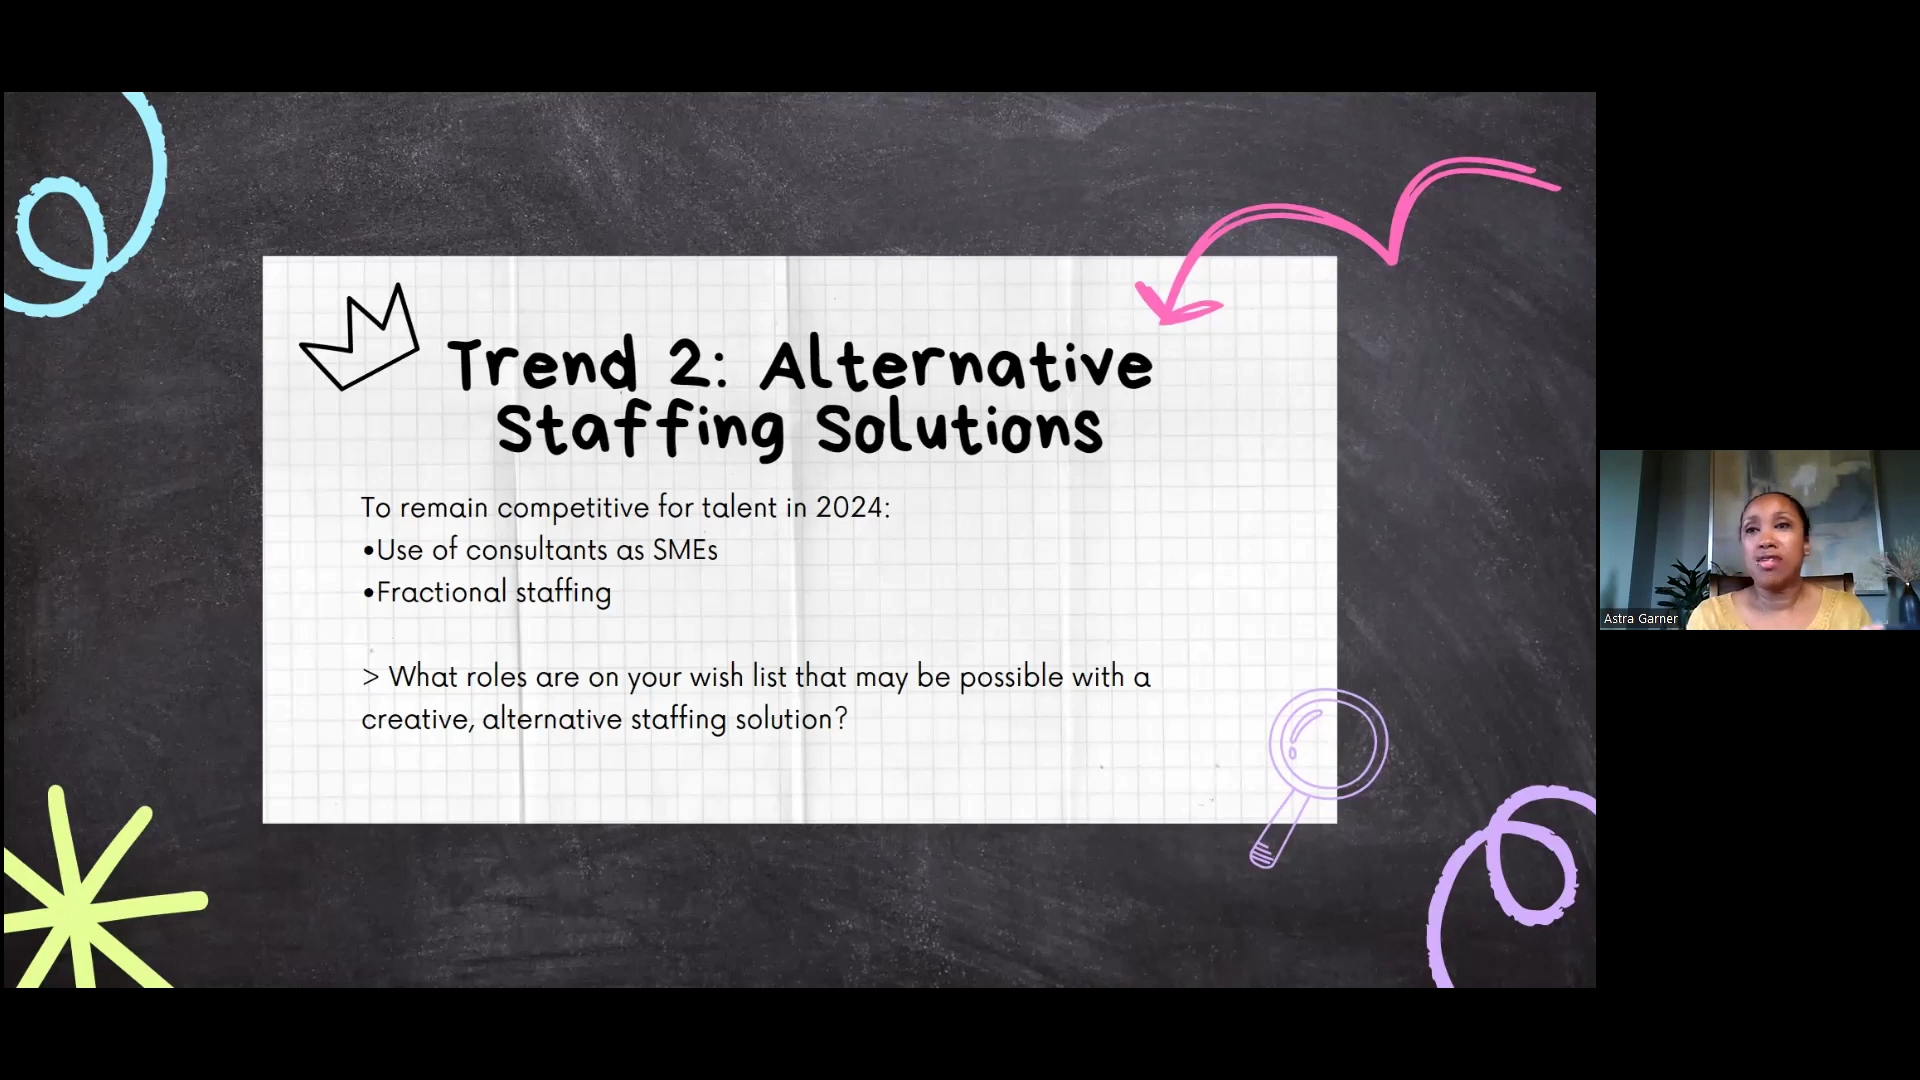 Trend 2: Alternative
Staffing Solutions
To remain competitive for talent in 2024:
•Use of consultants as SMEs
•Fractional staffing
> What roles are on your wish list that may be possible with a
creative, alternative staffing solution?
Astra Garner